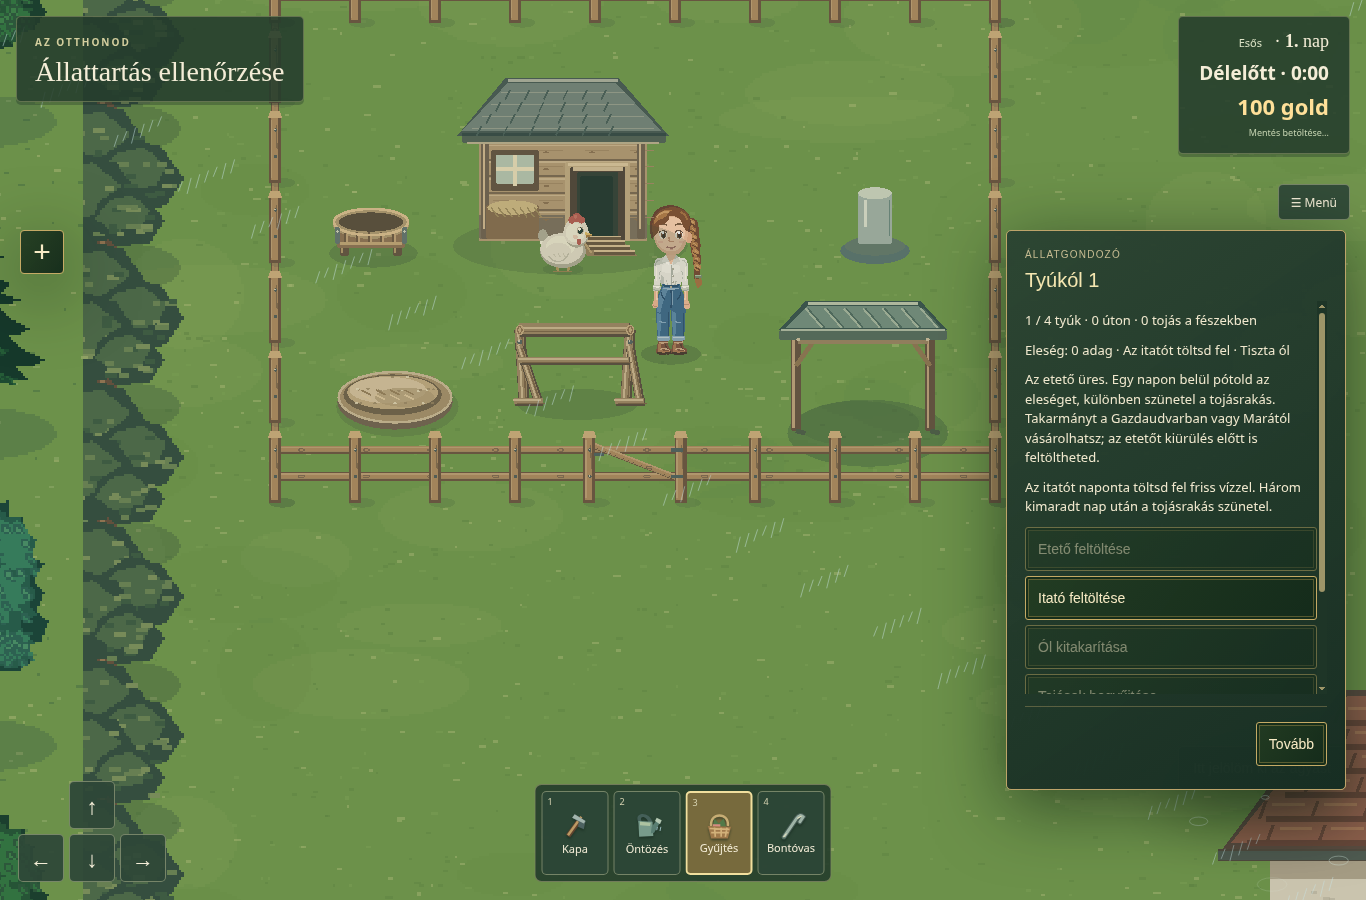 AZ OTTHONOD
Állattartás ellenőrzése
Esős · 1. nap
Délelőtt · 0:00
100 gold
Mentés betöltése...
☰ Menü
+
ÁLLATGONDOZÓ
Tyúkól 1
1 / 4 tyúk · 0 úton · 0 tojás a fészekben
Eleség: 0 adag · Az itatót töltsd fel · Tiszta ól
Az etető üres. Egy napon belül pótold az
eleséget, különben szünetel a tojásrakás.
Takarmányt a Gazdaudvarban vagy Marától
vásárolhatsz; az etetőt kiürülés előtt is
feltöltheted.
Az itatót naponta töltsd fel friss vízzel. Három
kimaradt nap után a tojásrakás szünetel.
Etető feltöltése
Itató feltöltése
Ól kitakarítása
Tovább
↑
← ↓ →
1 2 3 4
Kapa Öntözés Gyűjtés Bontóvas